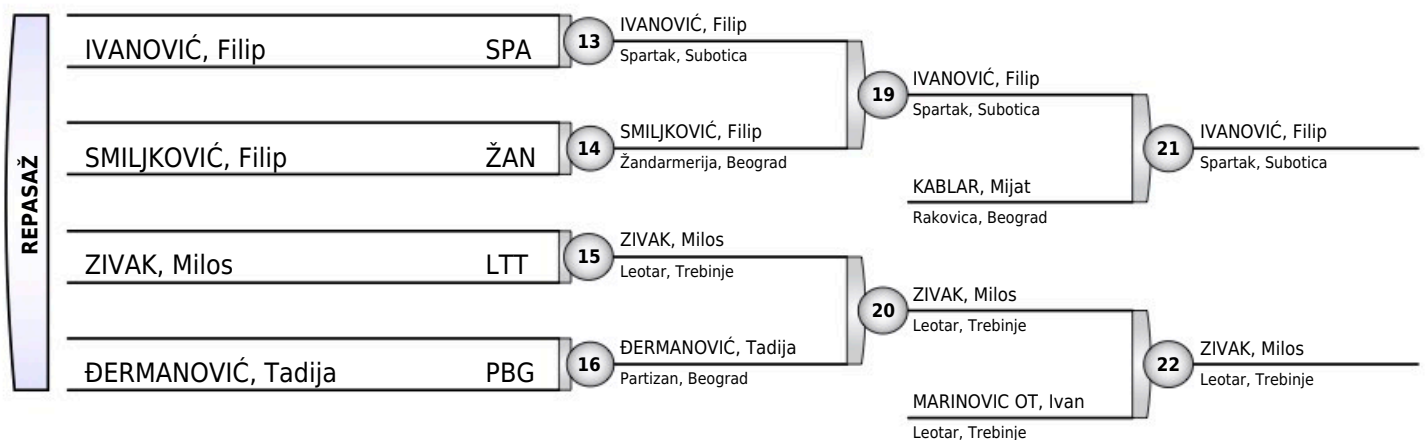 REPASAŽ
IVANOVIĆ, Filip SPA
SMILJKOVIĆ, Filip ŽAN
ZIVAK, Milos LTT
ĐERMANOVIĆ, Tadija PBG
13
IVANOVIĆ, Filip
Spartak, Subotica
14
SMILJKOVIĆ, Filip
Žandarmerija, Beograd
15
ZIVAK, Milos
Leotar, Trebinje
16
ĐERMANOVIĆ, Tadija
Partizan, Beograd
19
IVANOVIĆ, Filip
Spartak, Subotica
KABLAR, Mijat
Rakovica, Beograd
20
ZIVAK, Milos
Leotar, Trebinje
MARINOVIC OT, Ivan
Leotar, Trebinje
21
IVANOVIĆ, Filip
Spartak, Subotica
22
ZIVAK, Milos
Leotar, Trebinje